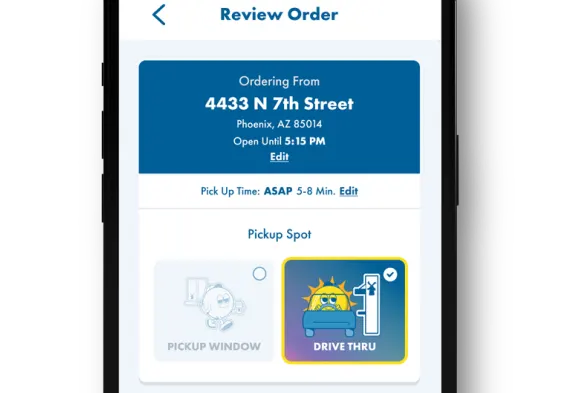 Review Order
Ordering From
4433 N 7th Street
Phoenix, AZ 85014
Open Until 5:15 PM
Edit
Pick Up Time: ASAP 5-8 Min. Edit
Pickup Spot
PICKUP WINDOW
DRIVE THRU